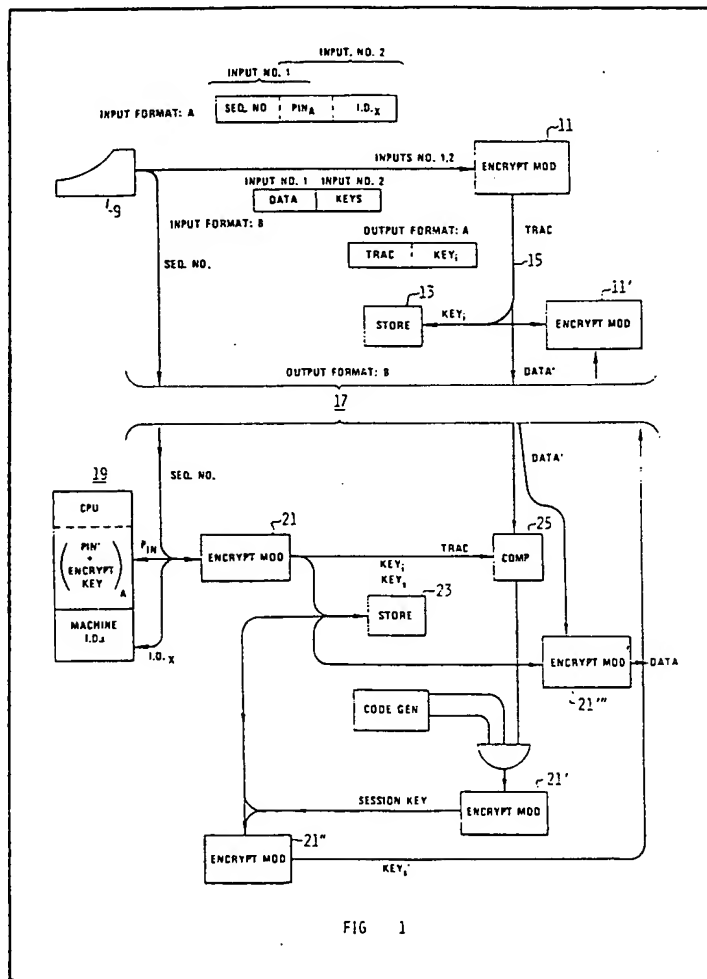 INPUT. NO. 2
INPUT NO. 1
INPUT FORMAT: A
SEQ. NO PIN_A I.D._X
11
INPUTS NO. 1,2
ENCRYPT MOD
9
INPUT NO. 1 INPUT NO. 2
DATA KEYS
INPUT FORMAT: B
OUTPUT FORMAT: A
TRAC
SEQ. NO.
TRAC KEY_i
15
13
11'
STORE
KEY_i
ENCRYPT MOD
OUTPUT FORMAT: B
DATA'
17
19
SEQ. NO.
DATA'
CPU
21
25
PIN
ENCRYPT MOD
TRAC
COMP
PIN'
+
ENCRYPT
KEY
A
KEY_i
KEY_s
23
STORE
MACHINE
I.D.s
I.D._X
ENCRYPT MOD
DATA
21'''
CODE GEN
21'
SESSION KEY
ENCRYPT MOD
21''
ENCRYPT MOD
KEY_s'
FIG 1